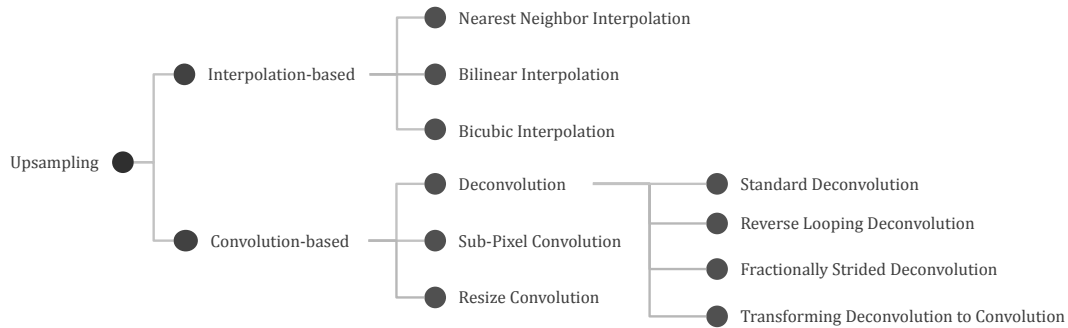 Upsampling
Interpolation-based
Nearest Neighbor Interpolation
Bilinear Interpolation
Bicubic Interpolation
Convolution-based
Deconvolution
Standard Deconvolution
Reverse Looping Deconvolution
Fractionally Strided Deconvolution
Transforming Deconvolution to Convolution
Sub-Pixel Convolution
Resize Convolution